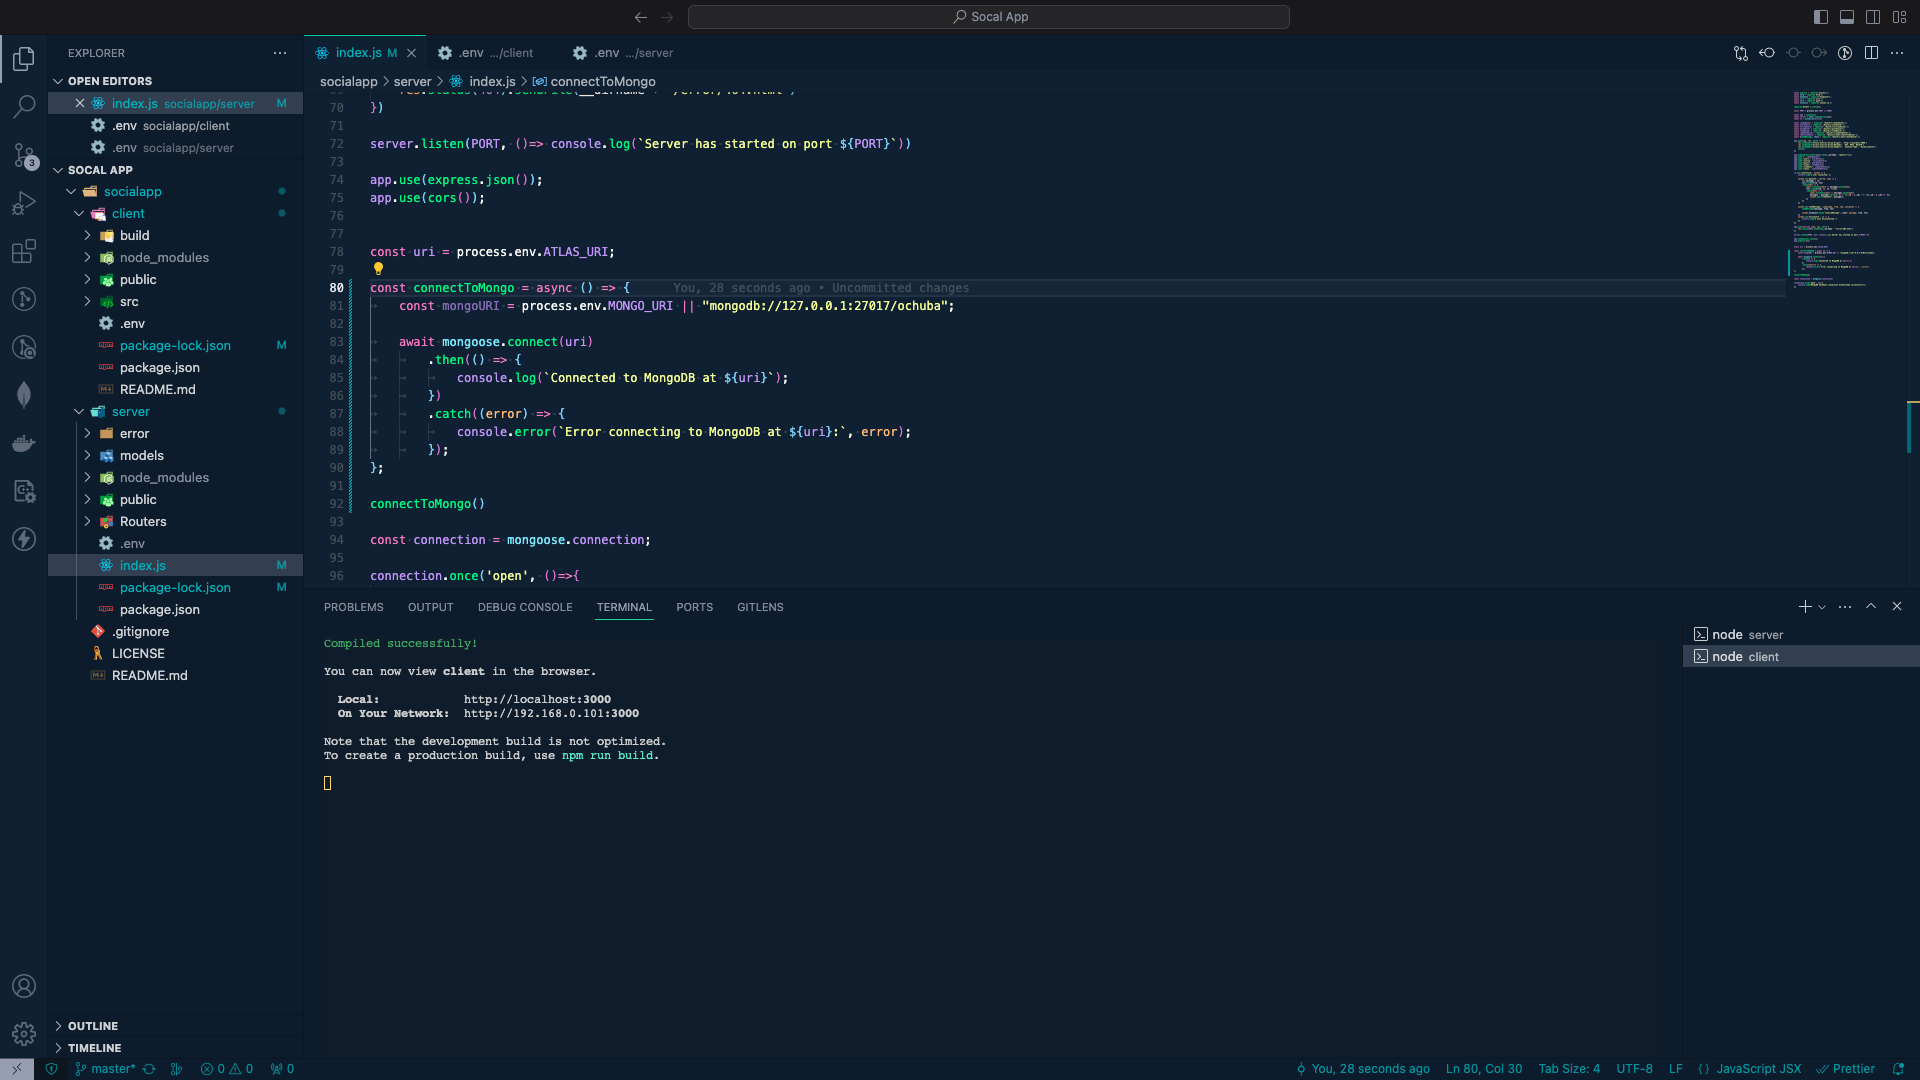 Socal App
EXPLORER
OPEN EDITORS
index.js socialapp/server M
.env socialapp/client
.env socialapp/server
SOCAL APP
socialapp
client
build
node_modules
public
src
.env
package-lock.json M
package.json
README.md
server
error
models
node_modules
public
Routers
.env
index.js M
package-lock.json M
package.json
.gitignore
LICENSE
README.md
OUTLINE
TIMELINE
3
index.js M
.env .../client
.env .../server
socialapp > server > index.js > connectToMongo
70 })
71
72 server.listen(PORT, ()=> console.log(`Server has started on port ${PORT}`))
73
74 app.use(express.json());
75 app.use(cors());
76
77
78 const uri = process.env.ATLAS_URI;
79
80 const connectToMongo = async () => { You, 28 seconds ago • Uncommitted changes
81 const mongoURI = process.env.MONGO_URI || "mongodb://127.0.0.1:27017/ochuba";
82
83 await mongoose.connect(uri)
84 .then(() => {
85 console.log(`Connected to MongoDB at ${uri}`);
86 })
87 .catch((error) => {
88 console.error(`Error connecting to MongoDB at ${uri}:`, error);
89 });
90 };
91
92 connectToMongo()
93
94 const connection = mongoose.connection;
95
96 connection.once('open', ()=>{
PROBLEMS OUTPUT DEBUG CONSOLE TERMINAL PORTS GITLENS
Compiled successfully!
You can now view client in the browser.
Local: http://localhost:3000
On Your Network: http://192.168.0.101:3000
Note that the development build is not optimized.
To create a production build, use npm run build.
node server
node client
master* 0 0 0
You, 28 seconds ago Ln 80, Col 30 Tab Size: 4 UTF-8 LF {} JavaScript JSX Prettier